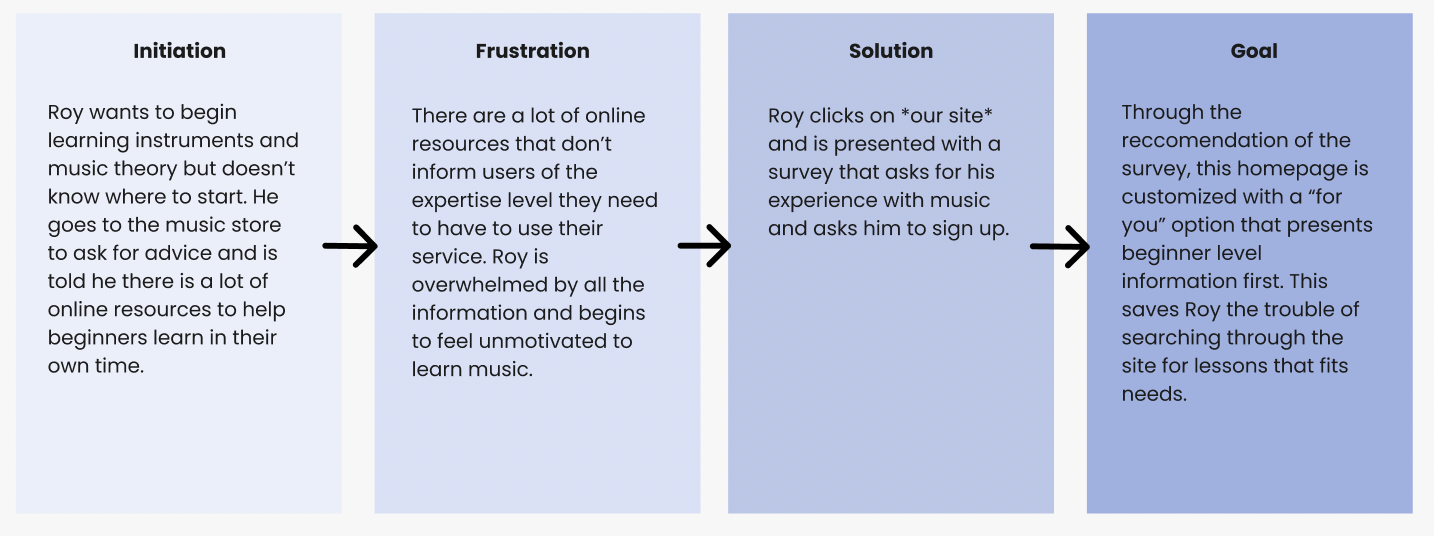 Initiation
Roy wants to begin
learning instruments and
music theory but doesn’t
know where to start. He
goes to the music store
to ask for advice and is
told he there is a lot of
online resources to help
beginners learn in their
own time.
Frustration
There are a lot of online
resources that don’t
inform users of the
expertise level they need
to have to use their
service. Roy is
overwhelmed by all the
information and begins
to feel unmotivated to
learn music.
Solution
Roy clicks on *our site*
and is presented with a
survey that asks for his
experience with music
and asks him to sign up.
Goal
Through the
reccomendation of the
survey, this homepage is
customized with a “for
you” option that presents
beginner level
information first. This
saves Roy the trouble of
searching through the
site for lessons that fits
needs.